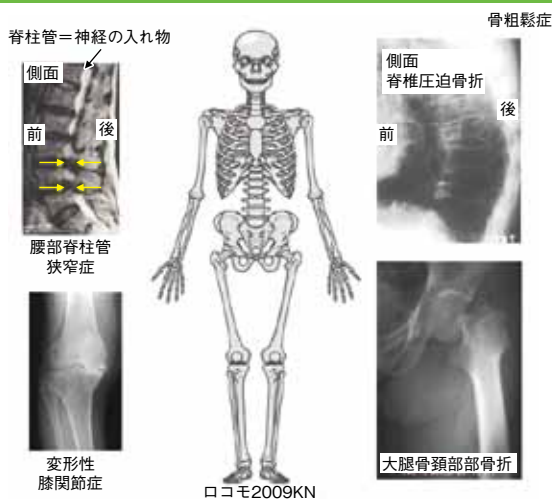 骨粗鬆症
脊柱管＝神経の入れ物
側面
前
後
腰部脊柱管
狭窄症
側面
脊椎圧迫骨折
前
後
変形性
膝関節症
大腿骨頚部部骨折
ロコモ2009KN